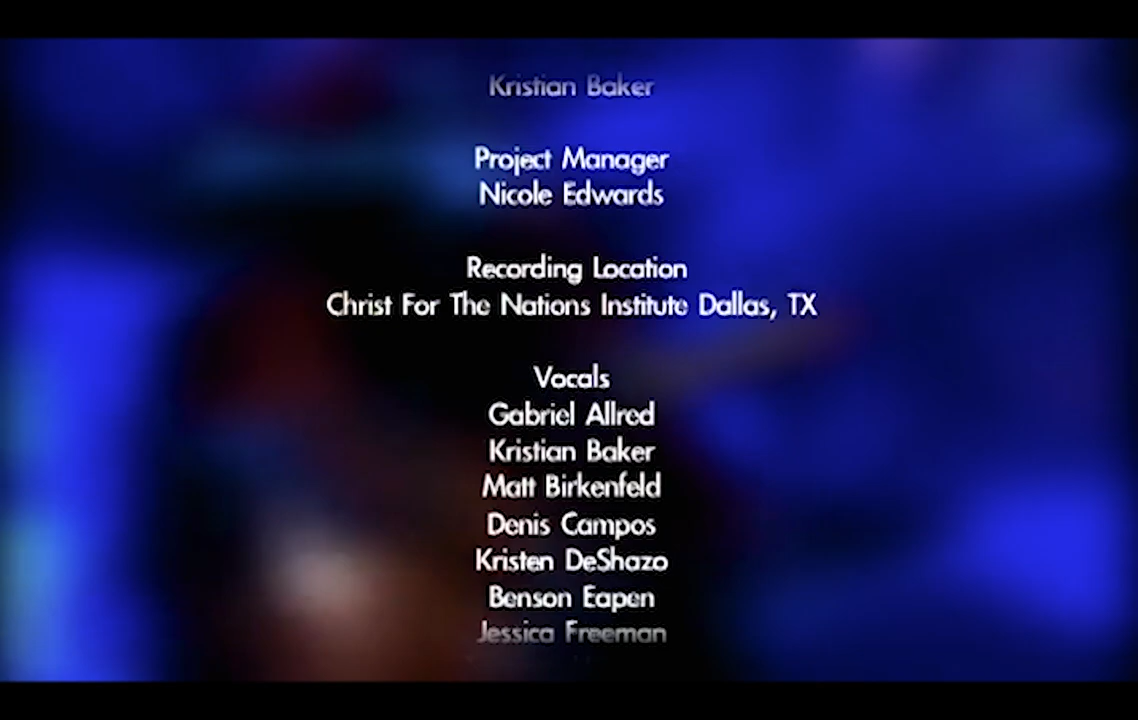 Kristian Baker
Project Manager
Nicole Edwards
Recording Location
Christ For The Nations Institute Dallas, TX
Vocals
Gabriel Allred
Kristian Baker
Matt Birkenfeld
Denis Campos
Kristen DeShazo
Benson Eapen
Jessica Freeman